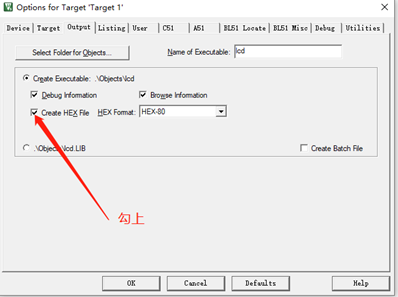 Options for Target 'Target 1'
Device Target Output Listing User C51 A51 BL51 Locate BL51 Misc Debug Utilities
Select Folder for Objects... Name of Executable: lcd
Create Executable: .\Objects\lcd
Debug Information Browse Information
Create HEX File HEX Format: HEX-80
.\Objects\lcd.LIB Create Batch File
勾上
OK Cancel Defaults Help